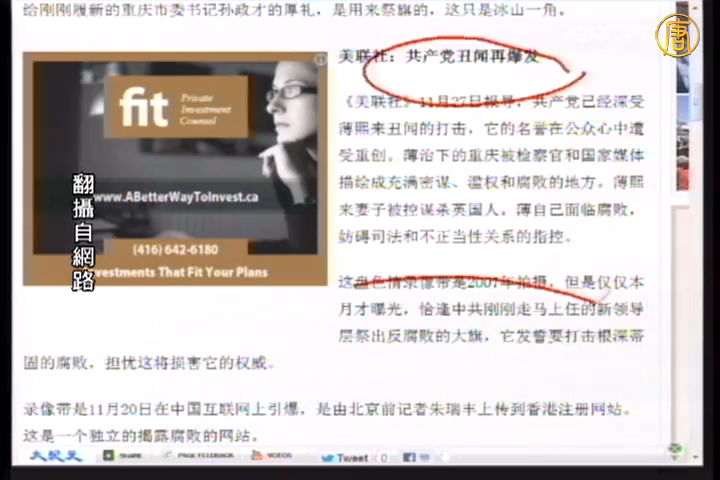 给刚刚履新的重庆市委书记孙政才的厚礼，是用来祭旗的，这只是冰山一角。
唐
美联社：共产党丑闻再爆发
fit
Private
Investment
Counsel
www.ABetterWayToInvest.ca
(416) 642-6180
vestments That Fit Your Plans
翻攝自網路
《美联社》11月27日报导，共产党已经深受
薄熙来丑闻的打击，它的名誉在公众心中遭
受重创。薄治下的重庆被检察官和国家媒体
描绘成充满密谋、滥权和腐败的地方。薄熙
来妻子被控谋杀英国人。薄自己面临腐败，
妨碍司法和不正当性关系的指控。
这盘色情录像带是2007年拍摄，但是仅仅本
月才曝光，恰逢中共刚刚走马上任的新领导
层祭出反腐败的大旗，它发誓要打击根深蒂
固的腐败，担忧这将损害它的权威。
录像带是11月20日在中国互联网上引爆，是由北京前记者朱瑞丰上传到香港注册网站。
这是一个独立的揭露腐败的网站。
大紀元 SHARE PAGE FEEDBACK VIDEOS Tweet 0